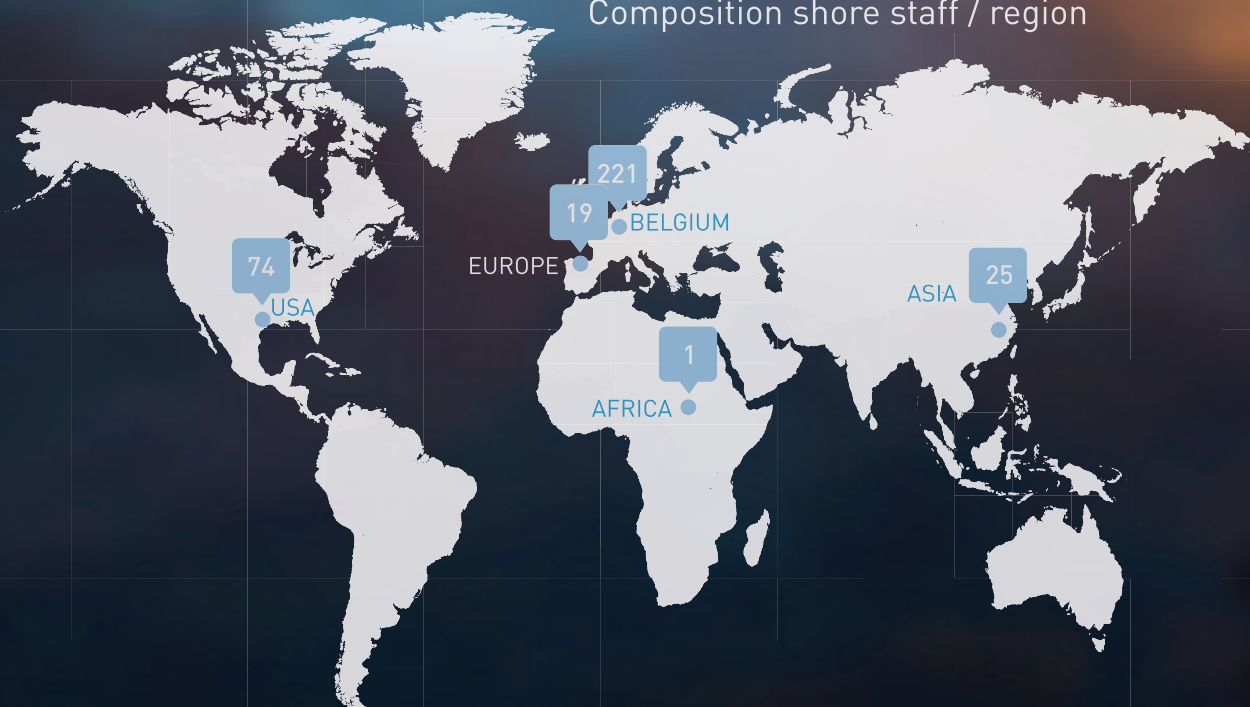 Composition shore staff / region
221
19
BELGIUM
EUROPE
74
USA
25
ASIA
1
AFRICA